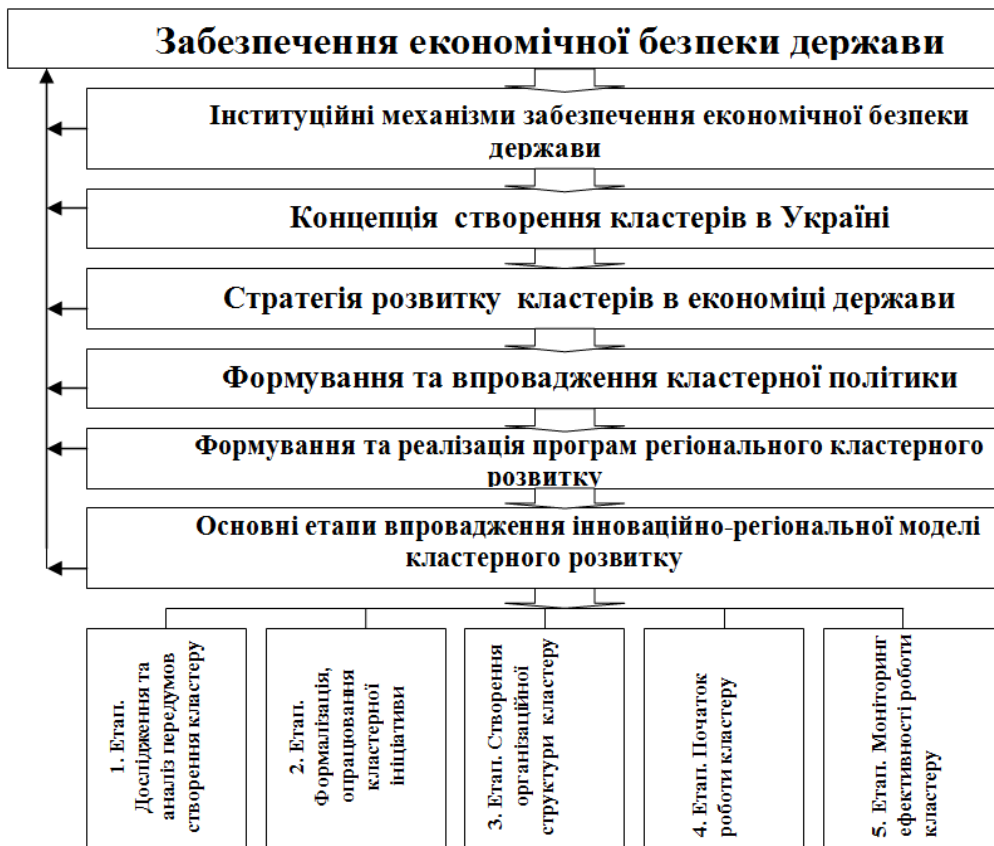 Забезпечення економічної безпеки держави
Інституційні механізми забезпечення економічної безпеки
держави
Концепція створення кластерів в Україні
Стратегія розвитку кластерів в економіці держави
Формування та впровадження кластерної політики
Формування та реалізація програм регіонального кластерного
розвитку
Основні етапи впровадження інноваційно-регіональної моделі
кластерного розвитку
1. Етап.
Дослідження та
аналіз передумов
створення кластеру
2. Етап.
Формалізація,
опрацювання
кластерної
ініціативи
3. Етап. Створення
організаційної
структури кластеру
4. Етап. Початок
роботи кластеру
5. Етап. Моніторинг
ефективності роботи
кластеру